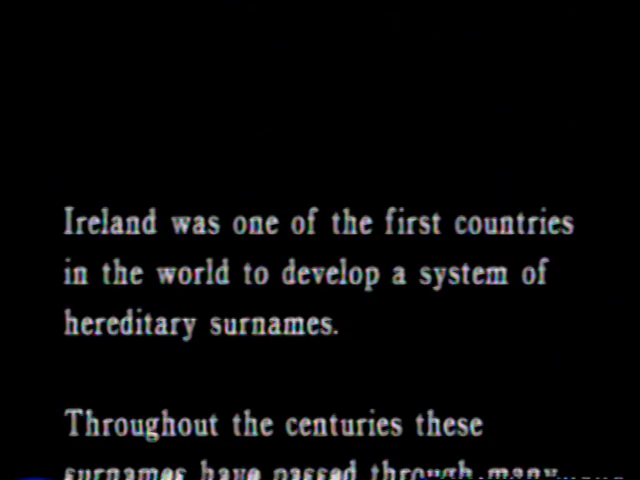 Ireland was one of the first countries
in the world to develop a system of
hereditary surnames.
Throughout the centuries these
surnames have passed through many